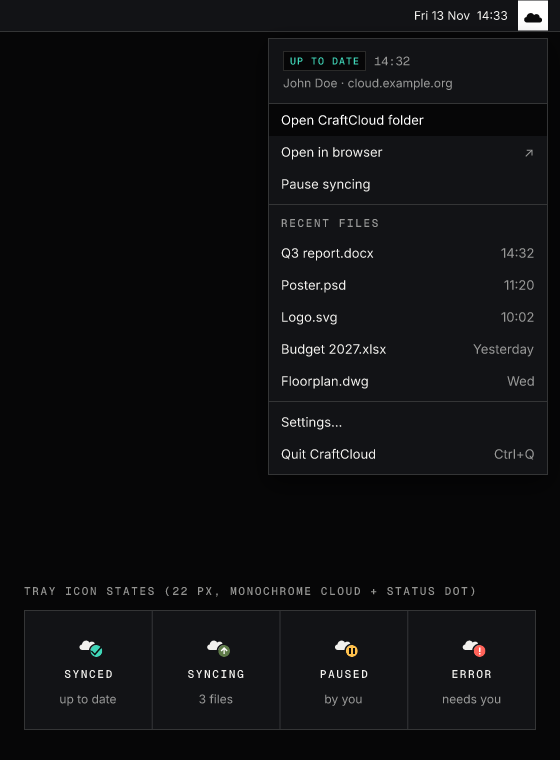 Fri 13 Nov 14:33
UP TO DATE 14:32
John Doe · cloud.example.org
Open CraftCloud folder
Open in browser ↗
Pause syncing
RECENT FILES
Q3 report.docx 14:32
Poster.psd 11:20
Logo.svg 10:02
Budget 2027.xlsx Yesterday
Floorplan.dwg Wed
Settings...
Quit CraftCloud Ctrl+Q
TRAY ICON STATES (22 PX, MONOCHROME CLOUD + STATUS DOT)
SYNCED SYNCING PAUSED ERROR
up to date 3 files by you needs you